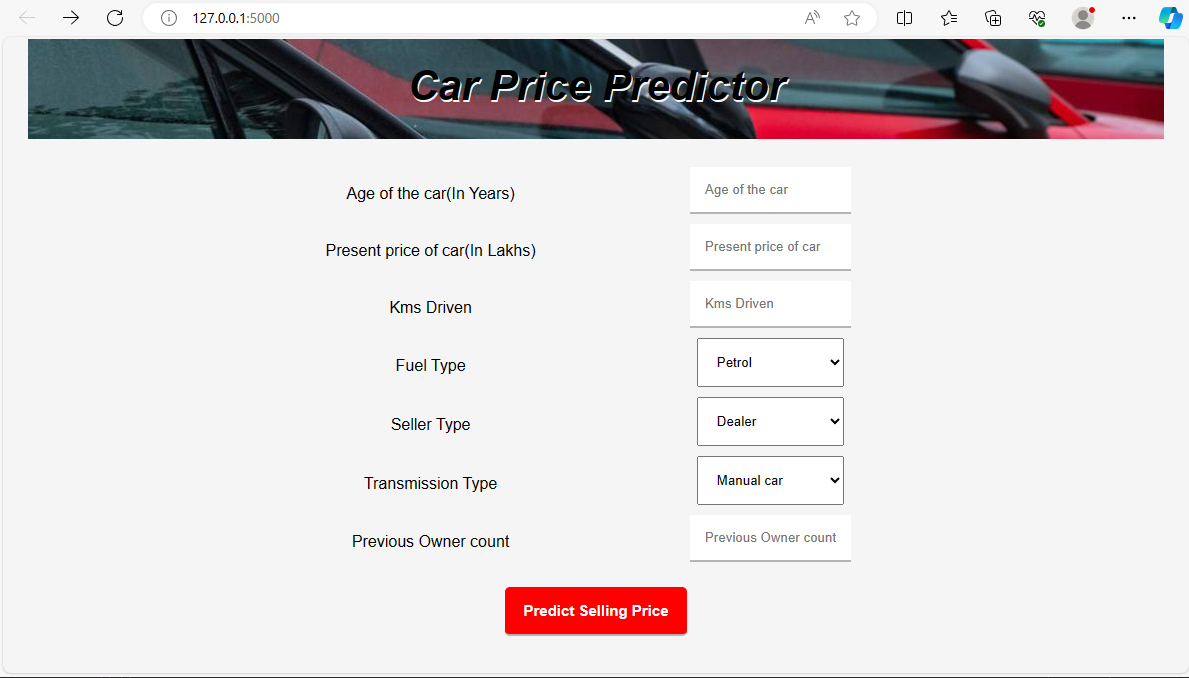 127.0.0.1:5000
Car Price Predictor
Age of the car(In Years)
Age of the car
Present price of car(In Lakhs)
Present price of car
Kms Driven
Kms Driven
Fuel Type
Petrol
Seller Type
Dealer
Transmission Type
Manual car
Previous Owner count
Previous Owner count
Predict Selling Price